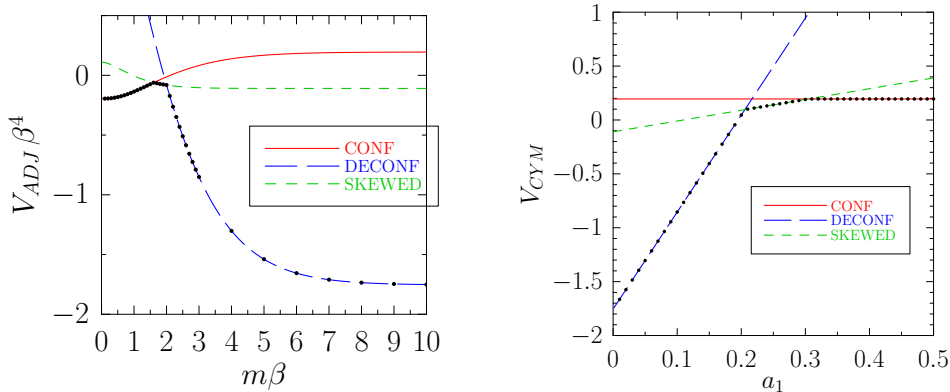 V_{ADJ} β^4
0
−1
−2
0 1 2 3 4 5 6 7 8 9 10
mβ
CONF
DECONF
SKEWED
V_{CYM}
1
0.5
0
−0.5
−1
−1.5
−2
0 0.1 0.2 0.3 0.4 0.5
a_1
CONF
DECONF
SKEWED